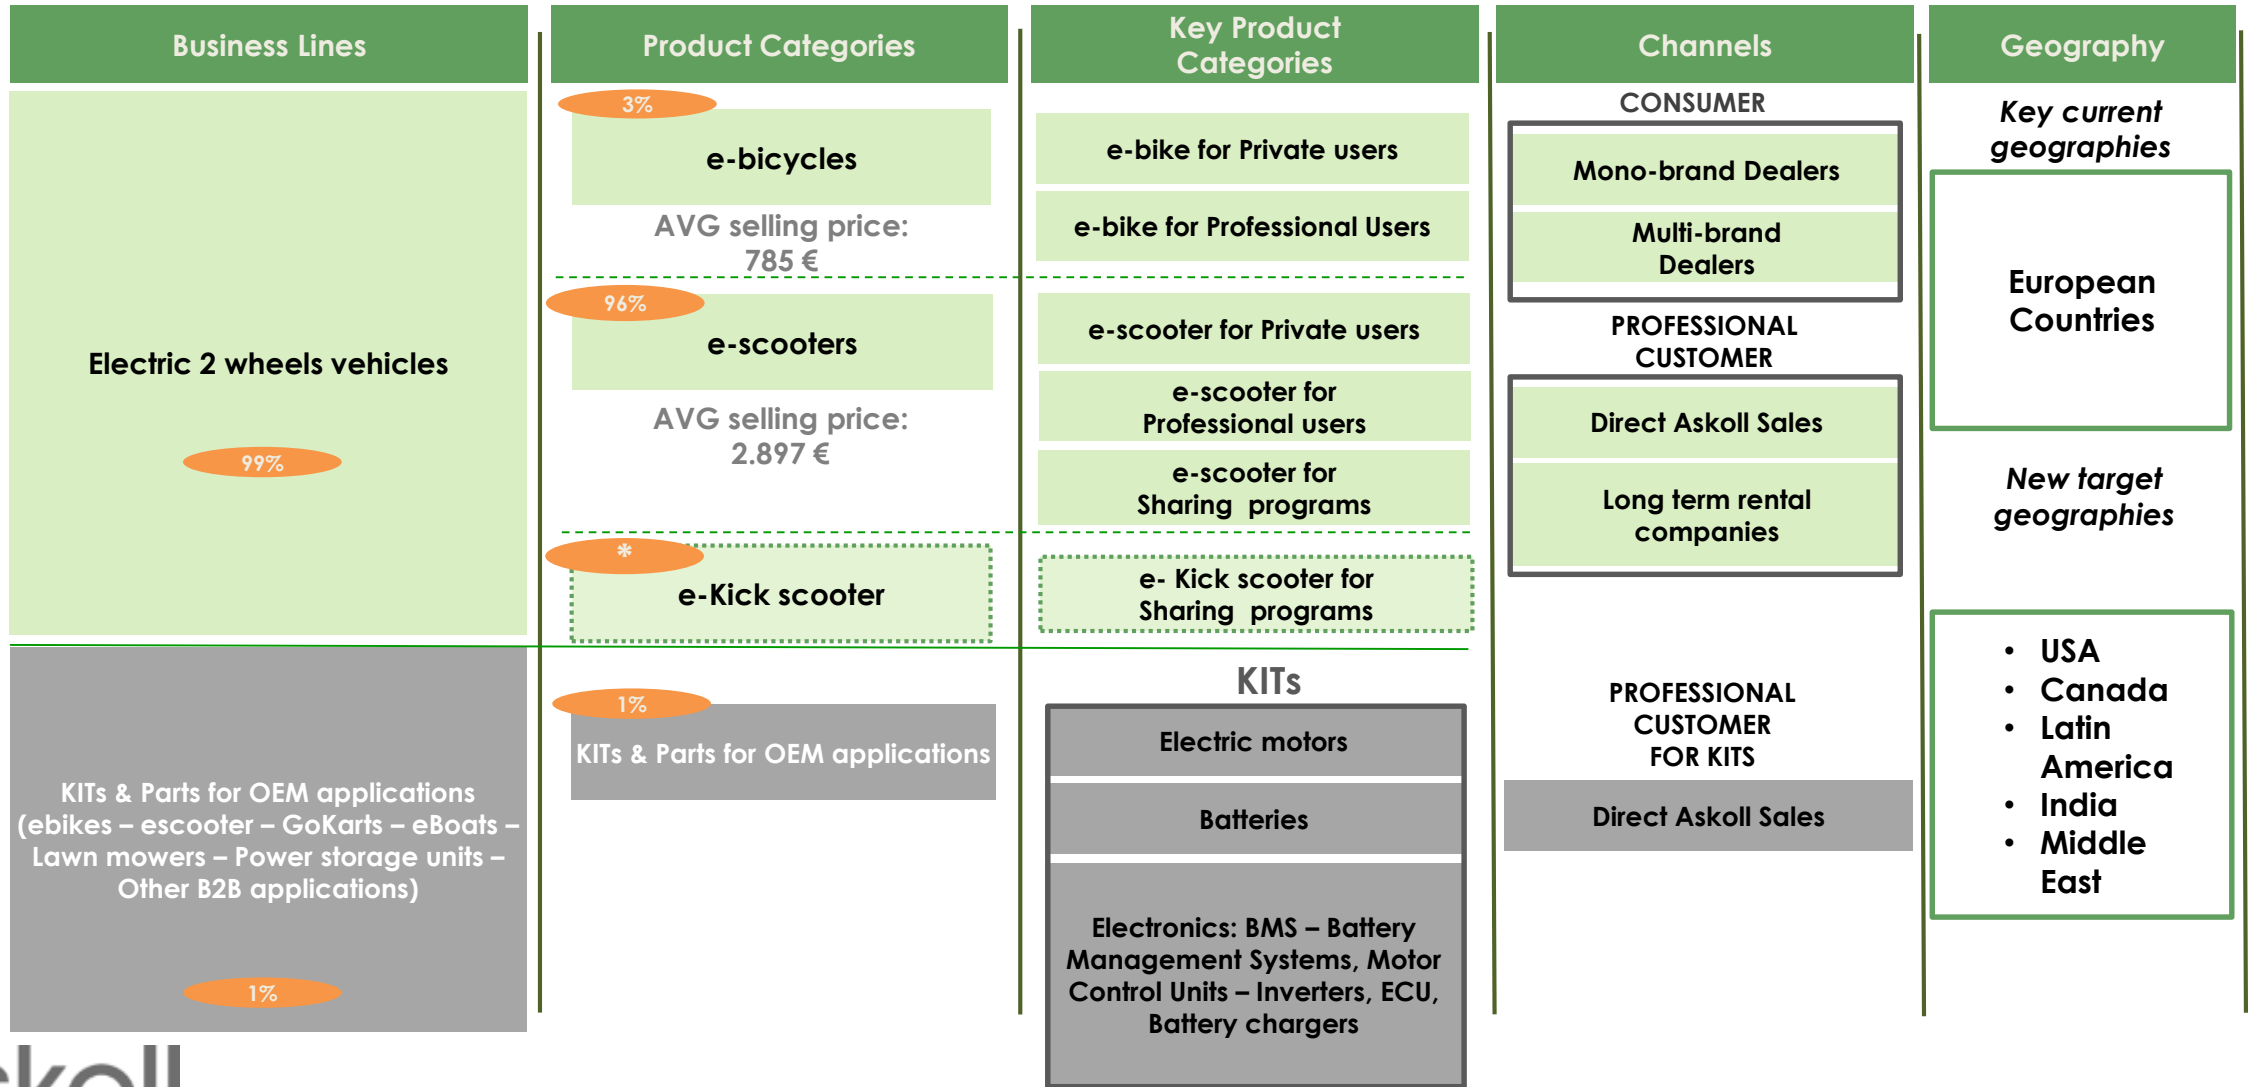 Business Lines
Product Categories
Key Product
Categories
Channels
Geography
Electric 2 wheels vehicles
99%
KITs & Parts for OEM applications
(ebikes – escooter – GoKarts – eBoats –
Lawn mowers – Power storage units –
Other B2B applications)
1%
3%
e-bicycles
AVG selling price:
785 €
96%
e-scooters
AVG selling price:
2.897 €
*
e-Kick scooter
1%
KITs & Parts for OEM applications
e-bike for Private users
e-bike for Professional Users
e-scooter for Private users
e-scooter for
Professional users
e-scooter for
Sharing programs
e- Kick scooter for
Sharing programs
KITs
Electric motors
Batteries
Electronics: BMS – Battery
Management Systems, Motor
Control Units – Inverters, ECU,
Battery chargers
CONSUMER
Mono-brand Dealers
Multi-brand
Dealers
PROFESSIONAL
CUSTOMER
Direct Askoll Sales
Long term rental
companies
PROFESSIONAL
CUSTOMER
FOR KITS
Direct Askoll Sales
Key current
geographies
European
Countries
New target
geographies
• USA
• Canada
• Latin
America
• India
• Middle
East